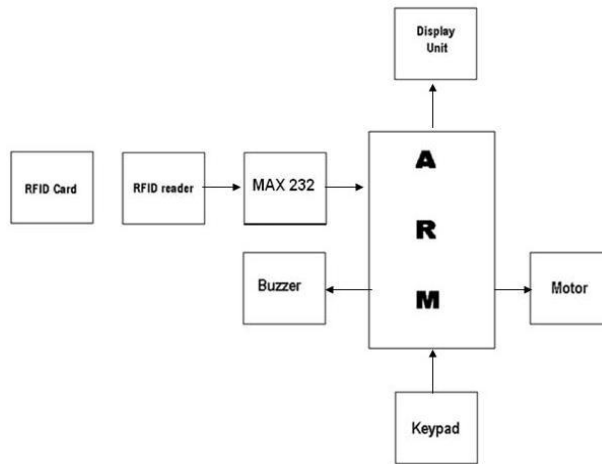 Display
Unit
A
R
M
RFID Card
RFID reader
MAX 232
Buzzer
Motor
Keypad